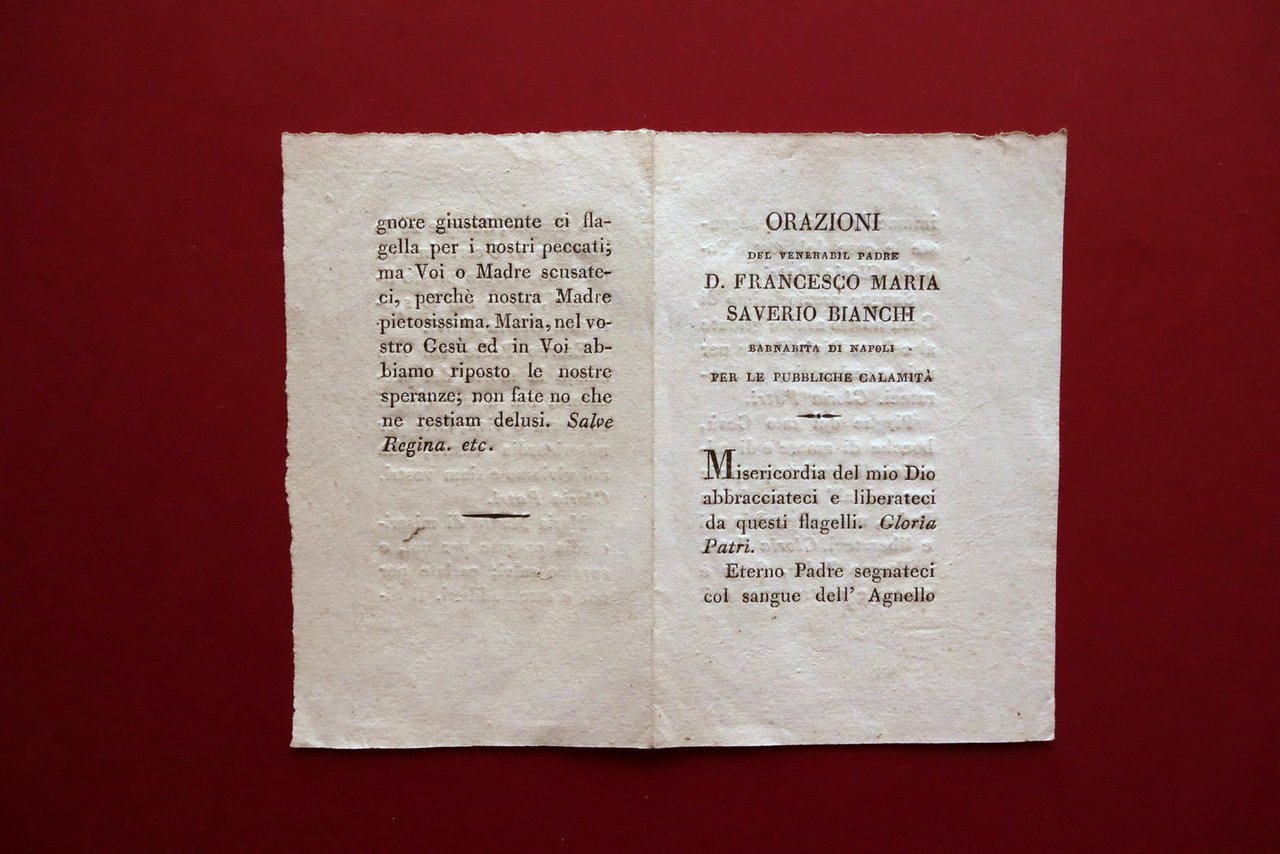 gnore giustamente ci fla-
gella per i nostri peccati;
ma Voi o Madre scusate-
ci, perchè nostra Madre
pietosissima. Maria, nel vo-
stro Gesù ed in Voi ab-
biamo riposto le nostre
speranze; non fate no che
ne restiam delusi. Salve
Regina. etc.
ORAZIONI
DEL VENERABIL PADRE
D. FRANCESCO MARIA
SAVERIO BIANCHI
BARNABITA DI NAPOLI
PER LE PUBBLICHE CALAMITÀ
Misericordia del mio Dio
abbracciateci e liberateci
da questi flagelli. Gloria
Patri.
Eterno Padre segnateci
col sangue dell' Agnello